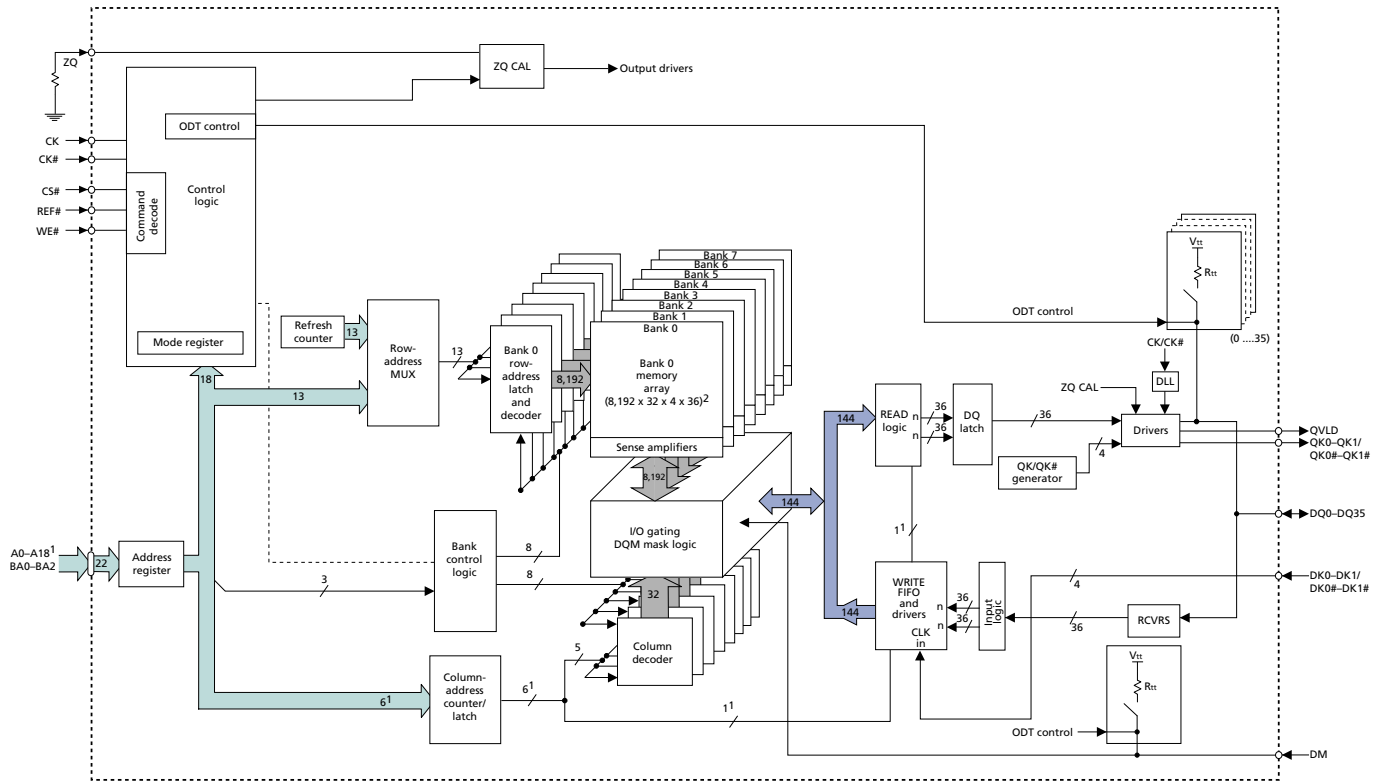 ZQ
ZQ CAL
Output drivers
ODT control
CK
CK#
CS#
REF#
WE#
Command
decode
Control
logic
Mode register
18
Refresh
counter
13
Row-
address
MUX
13
13
Bank 0
row-
address
latch
and
decoder
8,192
Bank 7
Bank 6
Bank 5
Bank 4
Bank 3
Bank 2
Bank 1
Bank 0
Bank 0
memory
array
(8,192 x 32 x 4 x 36)2
Sense amplifiers
8,192
I/O gating
DQM mask logic
32
Column
decoder
5
A0–A181
BA0–BA2
22
Address
register
3
Bank
control
logic
8
8
61
Column-
address
counter/
latch
61
11
144
144
144
READ
logic
n
n
36
36
DQ
latch
36
11
WRITE
FIFO
and
drivers
n
n
CLK
in
36
36
Input
logic
36
RCVRS
4
ODT control
Vtt
Rtt
(0 ....35)
CK/CK#
DLL
ZQ CAL
Drivers
QK/QK#
generator
4
QVLD
QK0–QK1/
QK0#–QK1#
DQ0–DQ35
DK0–DK1/
DK0#–DK1#
Vtt
Rtt
ODT control
DM